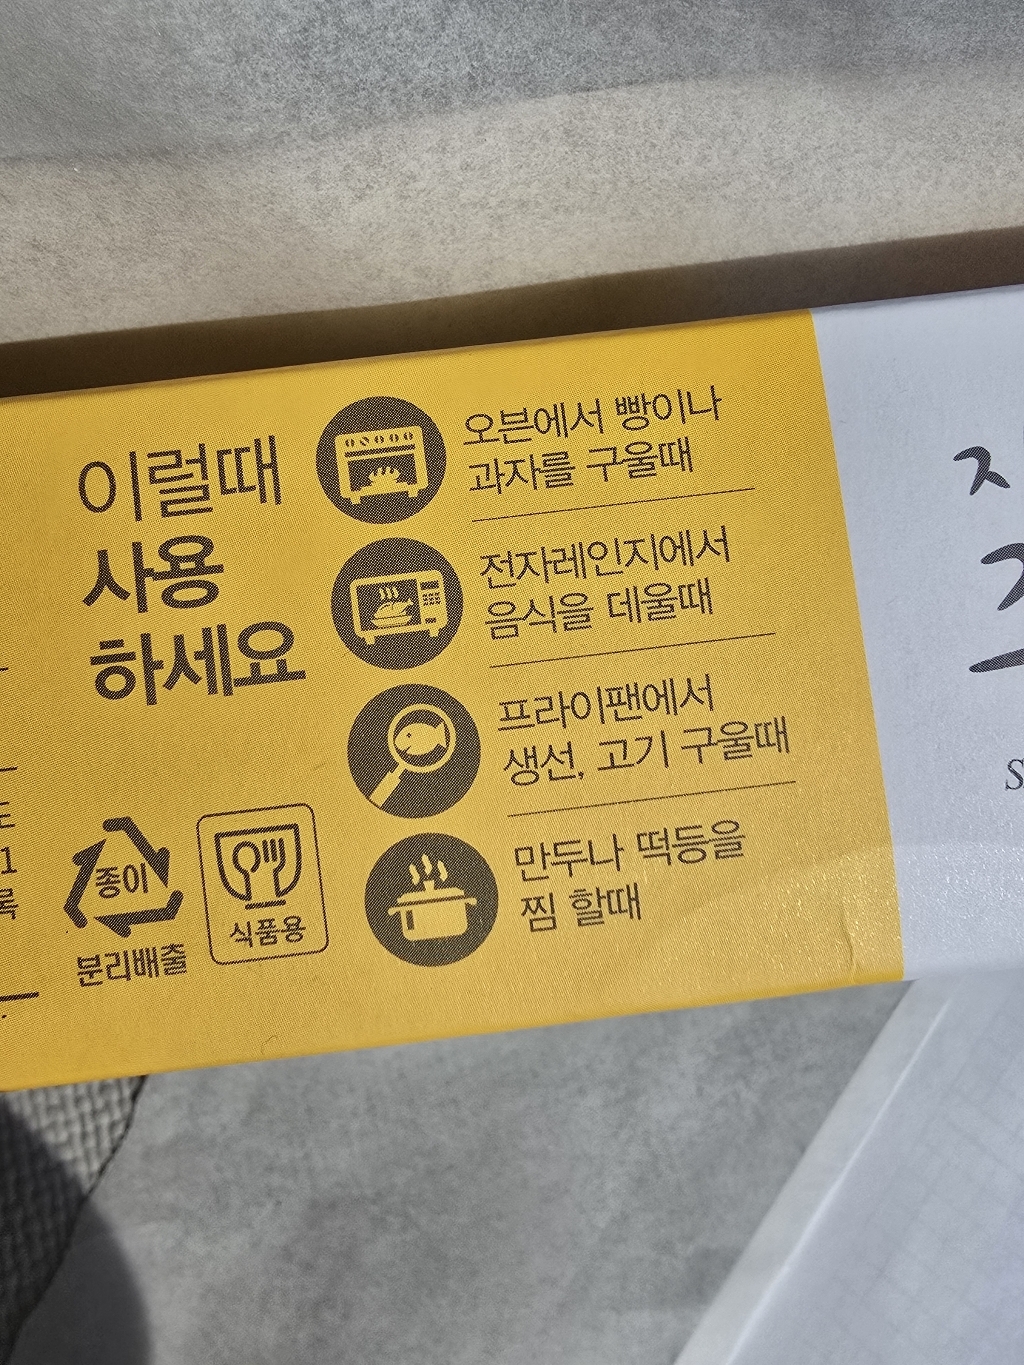 이럴때
사용
하세요
오븐에서 빵이나
과자를 구울때
전자레인지에서
음식을 데울때
프라이팬에서
생선, 고기 구울때
만두나 떡등을
찜 할때
종이
분리배출
식품용